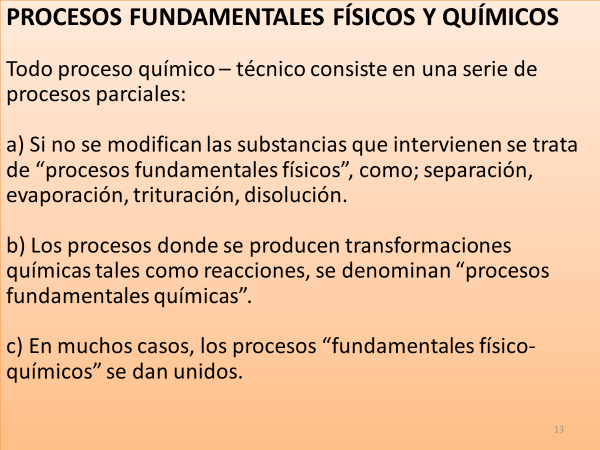 PROCESOS FUNDAMENTALES FÍSICOS Y QUÍMICOS
Todo proceso químico – técnico consiste en una serie de
procesos parciales:
a) Si no se modifican las substancias que intervienen se trata
de “procesos fundamentales físicos”, como; separación,
evaporación, trituración, disolución.
b) Los procesos donde se producen transformaciones
químicas tales como reacciones, se denominan “procesos
fundamentales químicas”.
c) En muchos casos, los procesos “fundamentales físico-
químicos” se dan unidos.
13